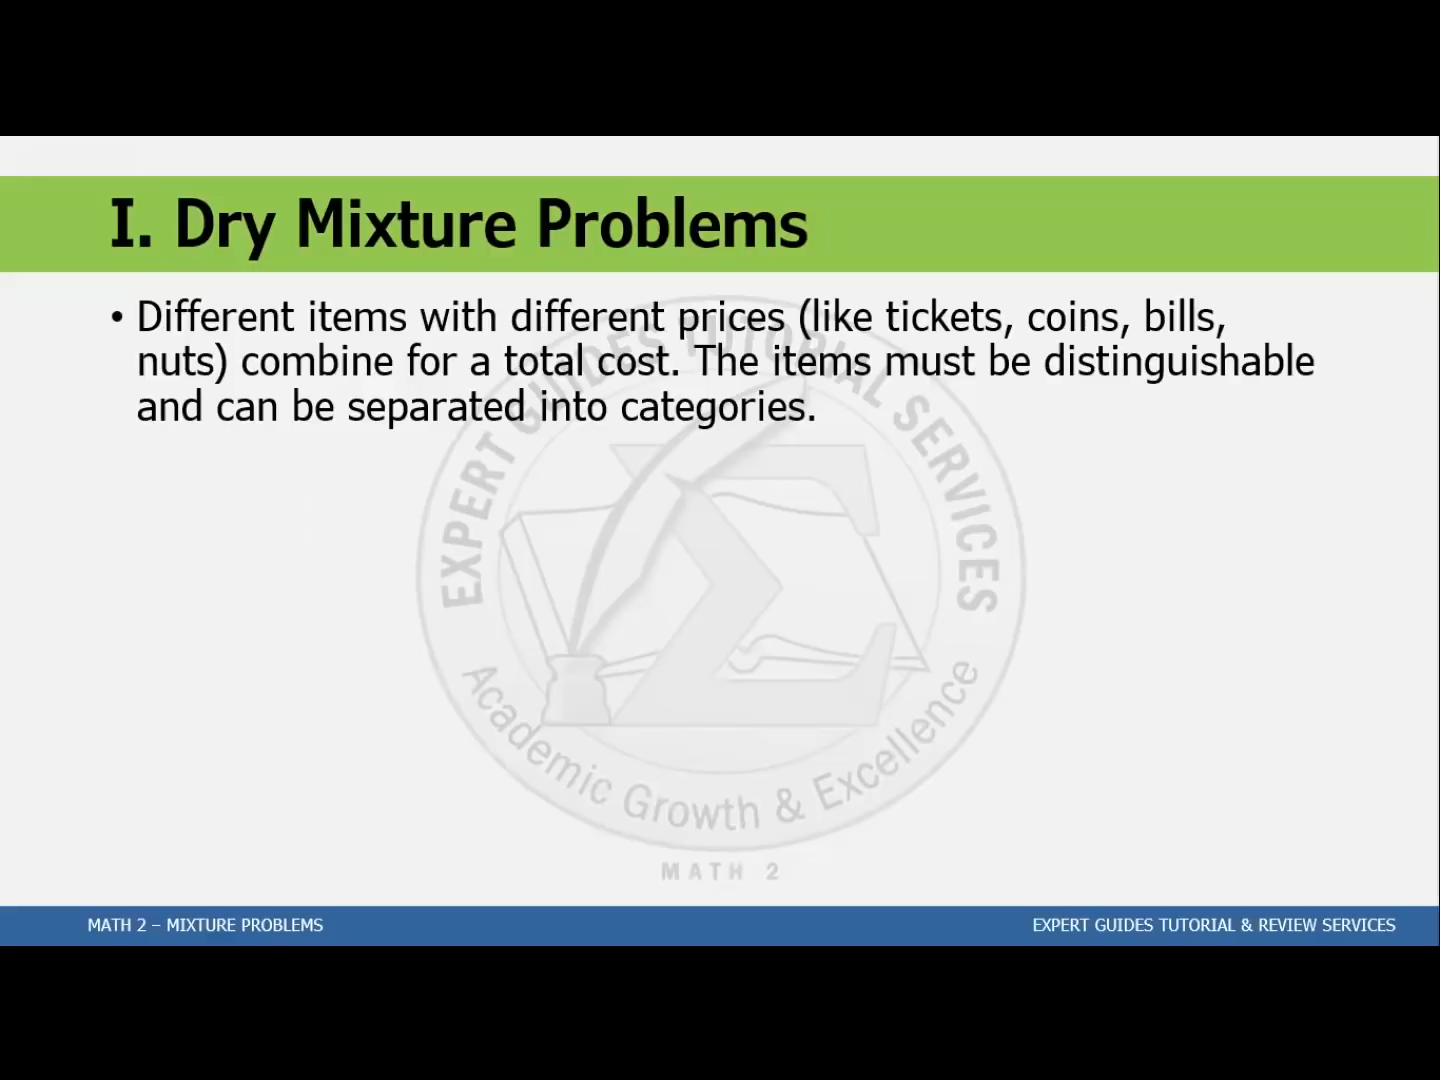 I. Dry Mixture Problems
• Different items with different prices (like tickets, coins, bills,
nuts) combine for a total cost. The items must be distinguishable
and can be separated into categories.
EXPERT GUIDES TUTORIAL SERVICES
Academic Growth & Excellence
MATH 2
MATH 2 – MIXTURE PROBLEMS
EXPERT GUIDES TUTORIAL & REVIEW SERVICES